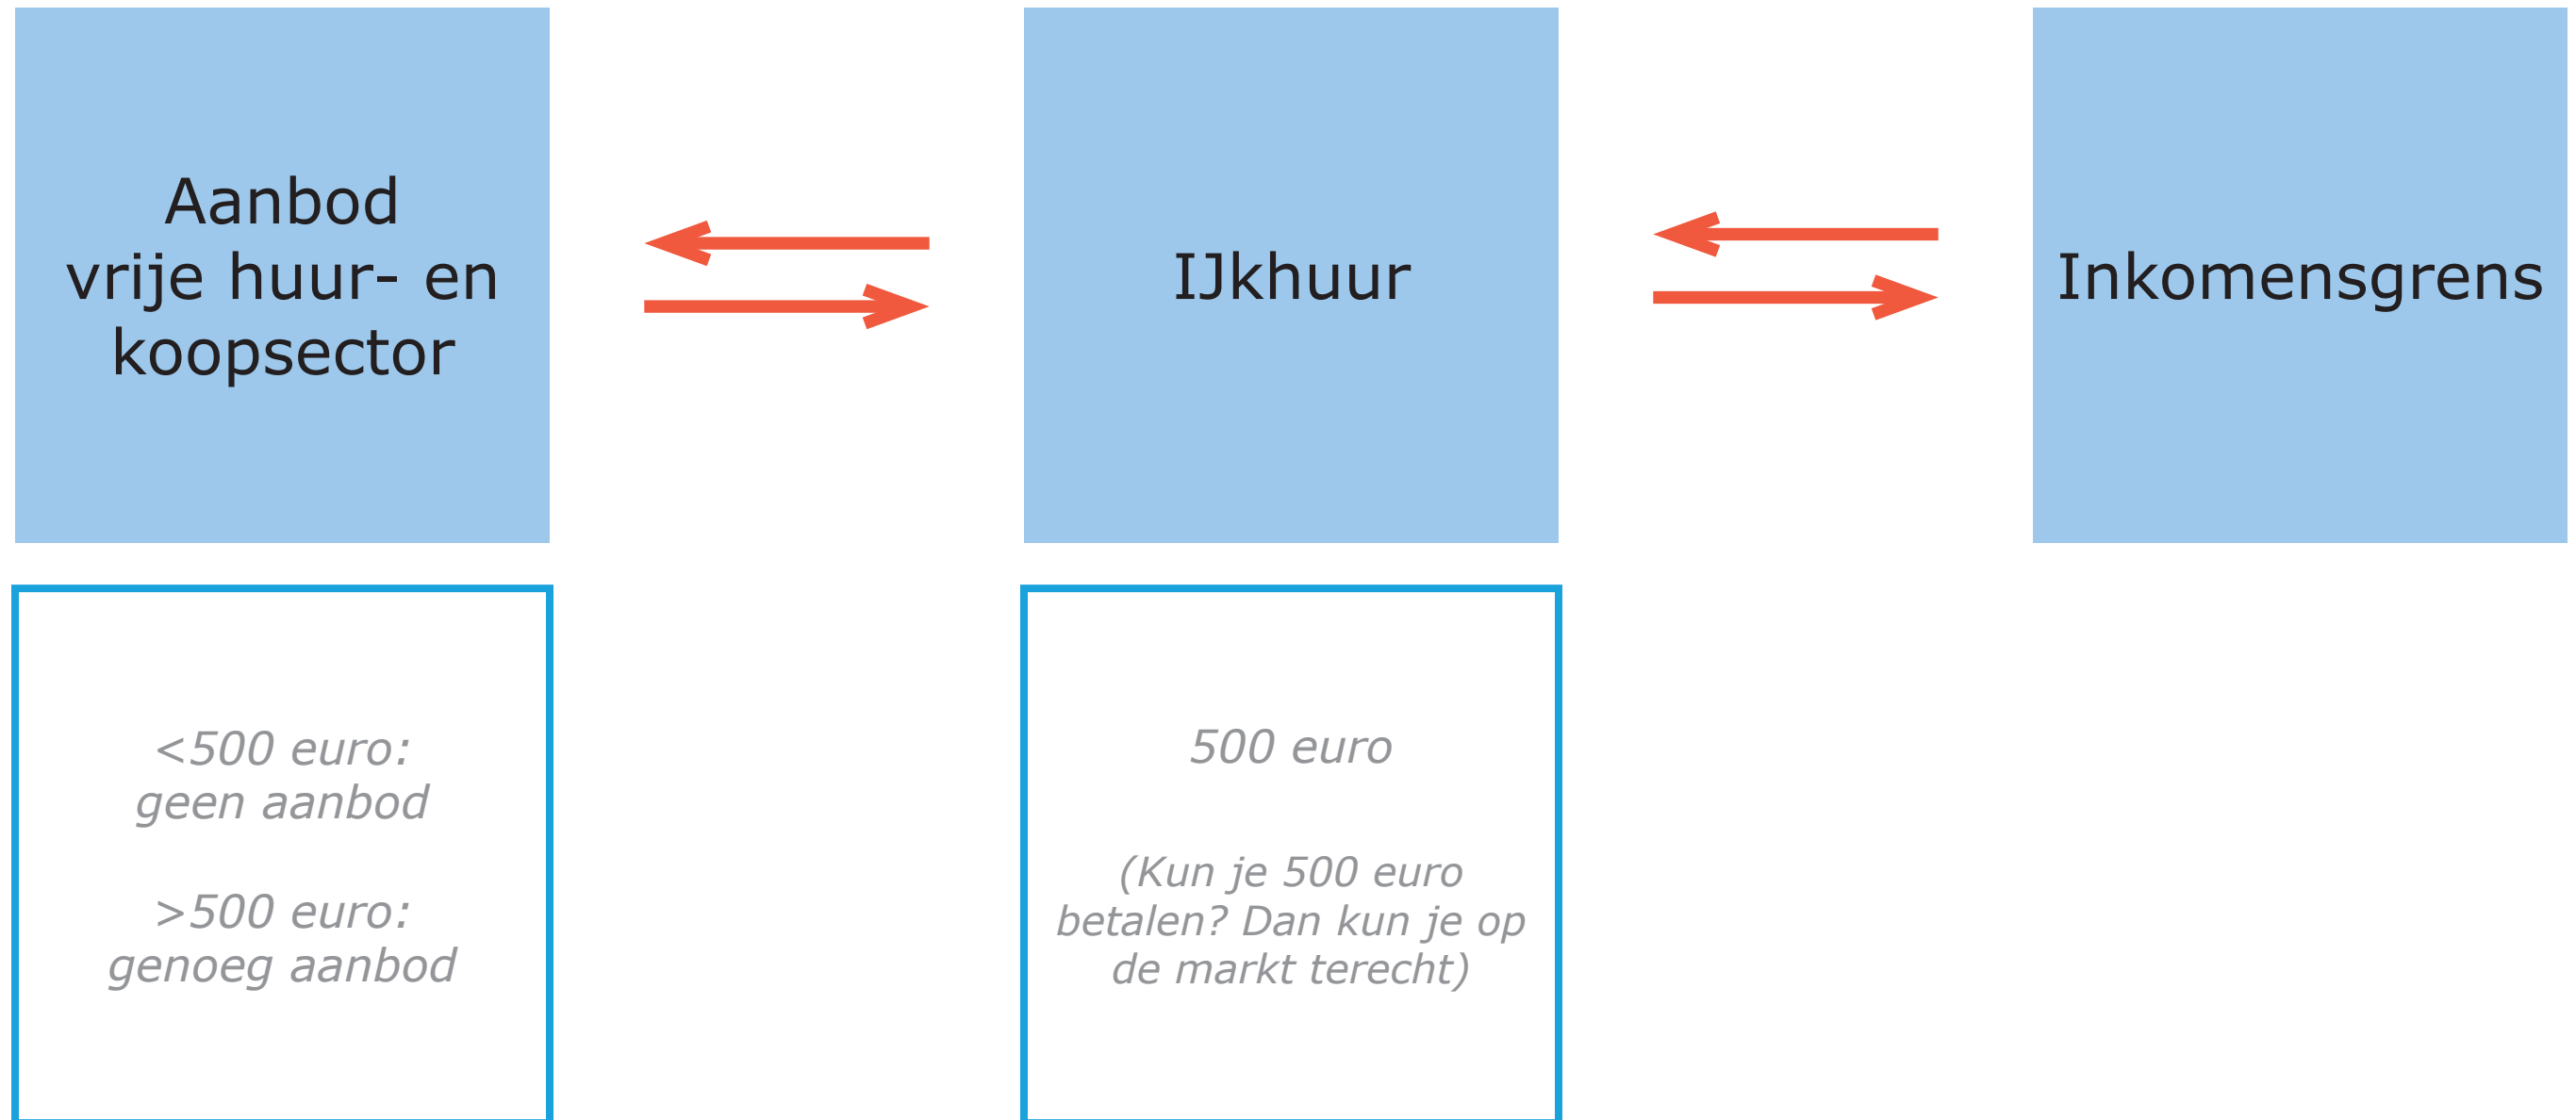 Aanbod
vrije huur- en
koopsector
IJkhuur
Inkomensgrens
<500 euro:
geen aanbod
>500 euro:
genoeg aanbod
500 euro
(Kun je 500 euro
betalen? Dan kun je op
de markt terecht)